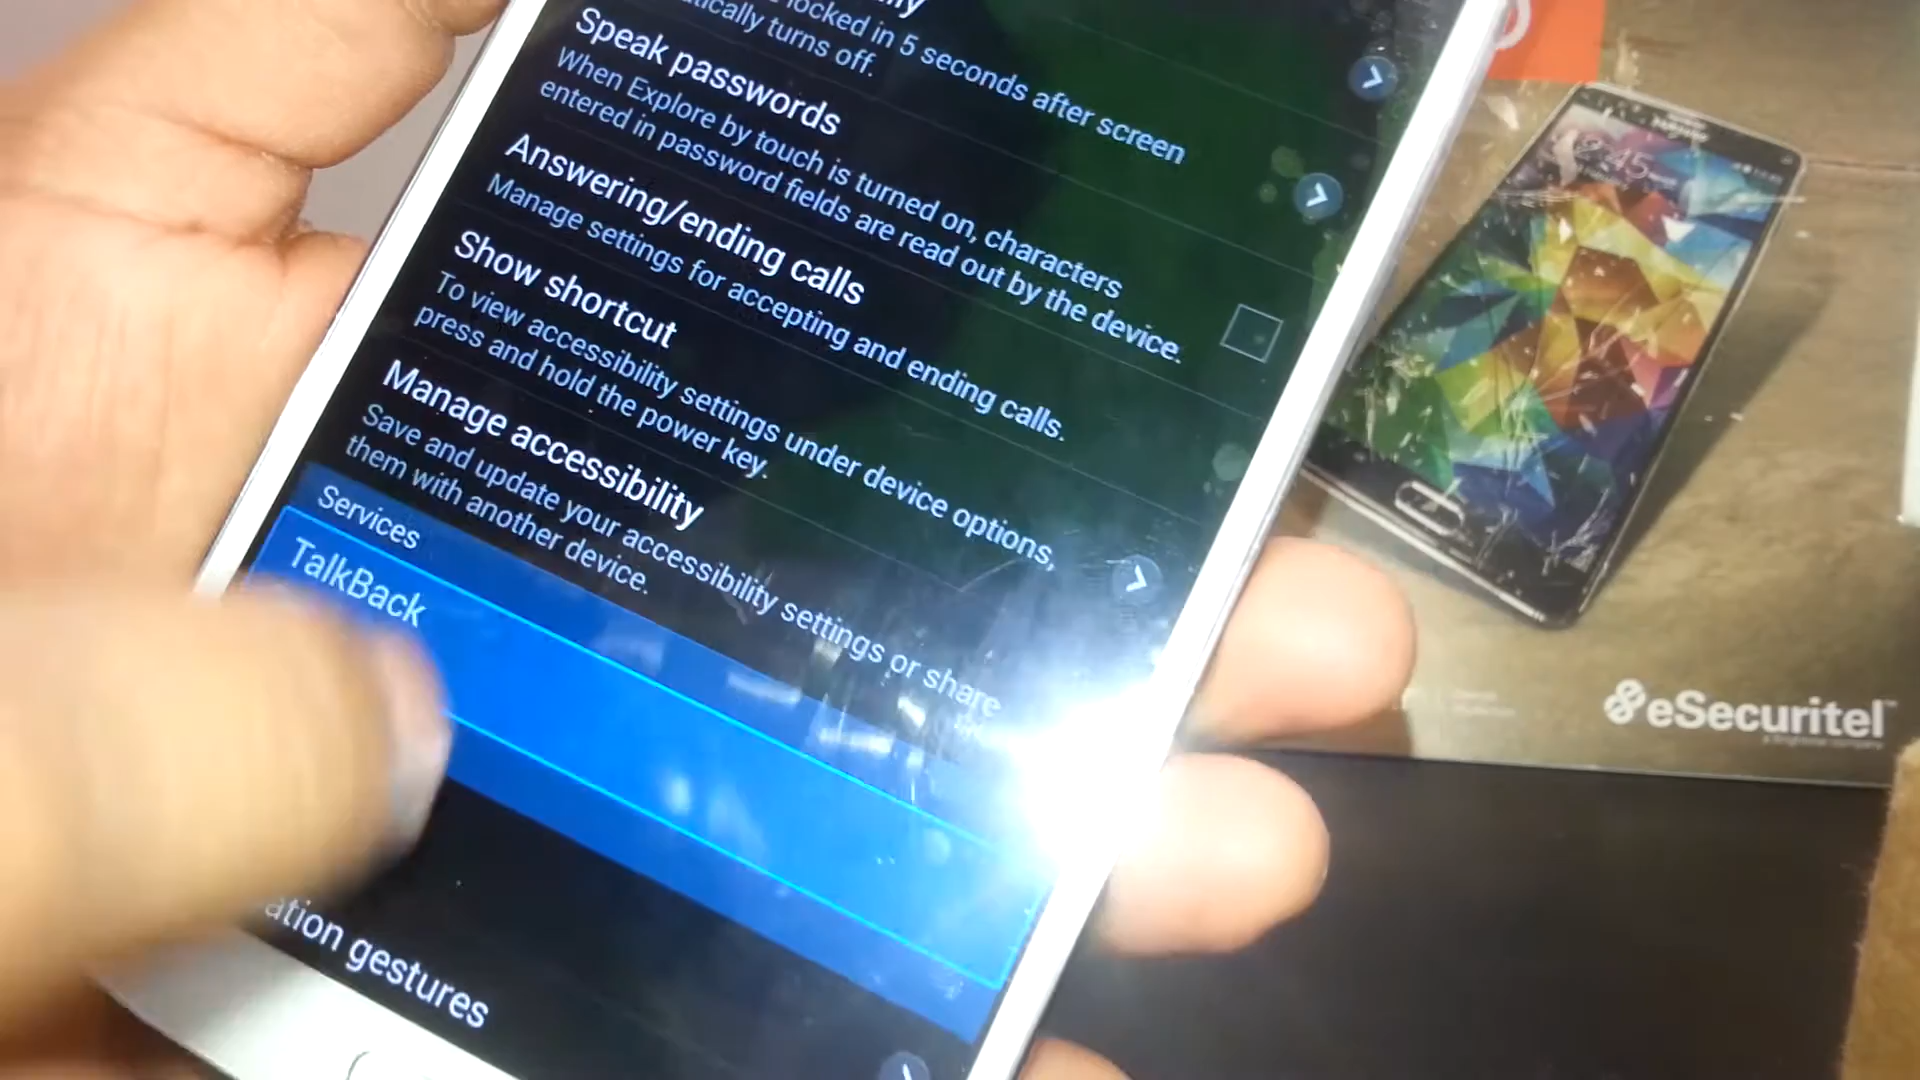 locked in 5 seconds after screen
turns off.
Speak passwords
When Explore by touch is turned on, characters
entered in password fields are read out by the device.
Answering/ending calls
Manage settings for accepting and ending calls.
Show shortcut
To view accessibility settings under device options,
press and hold the power key.
Manage accessibility
Save and update your accessibility settings or share
them with another device.
Services
TalkBack
gestures
eSecuritel